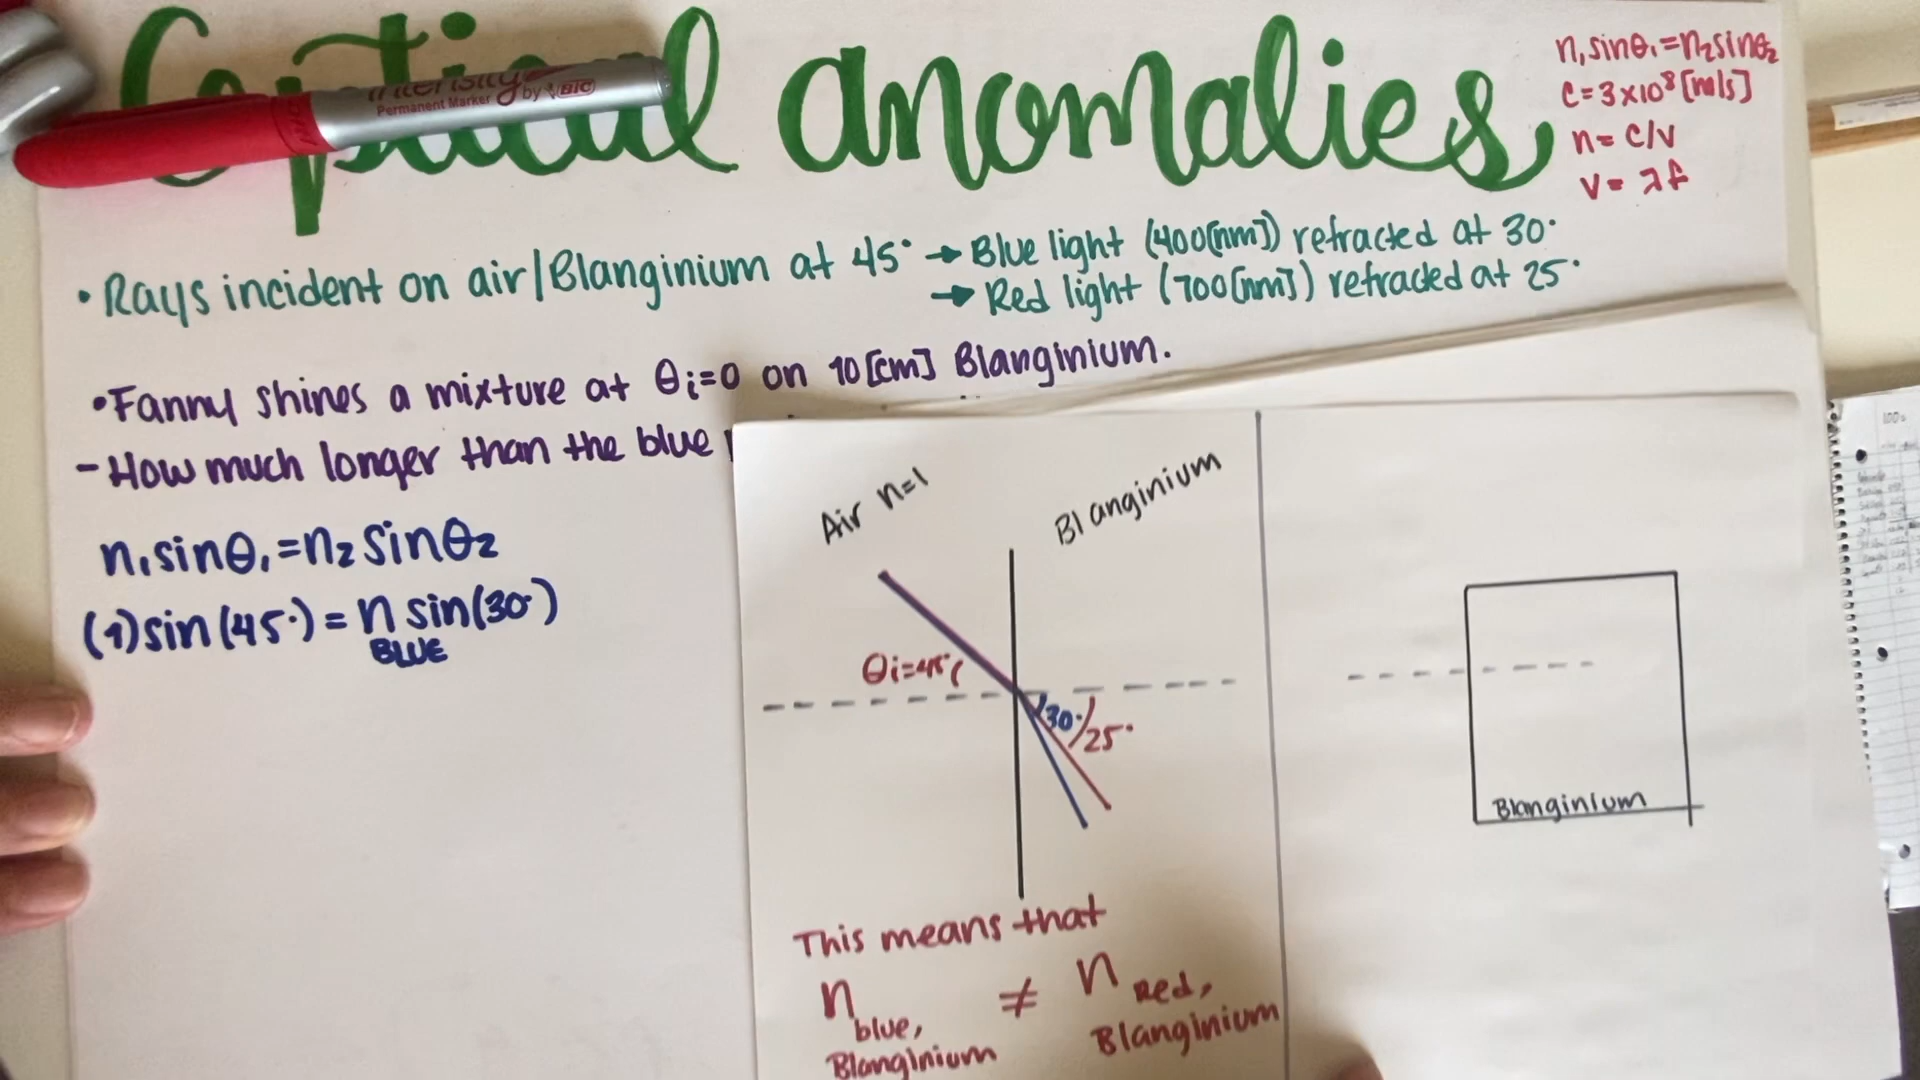 Optical anomalies
intensity by BIC
Permanent Marker
n₁sinθ₁=n₂sinθ₂
c=3x10⁸[m/s]
n=c/v
v=λf
• Rays incident on air/Blanginium at 45° → Blue light (400[nm]) refracted at 30°
→ Red light (700[nm]) refracted at 25°
• Fanny shines a mixture at θi=0 on 10[cm] Blanginium.
- How much longer than the blue
n₁sinθ₁=n₂sinθ₂
(1)sin(45°)=n sin(30°)
BLUE
Air n=1
Blanginium
θi=45°
30°
25°
This means that
n blue, Blanginium ≠ n Red, Blanginium
Blanginium